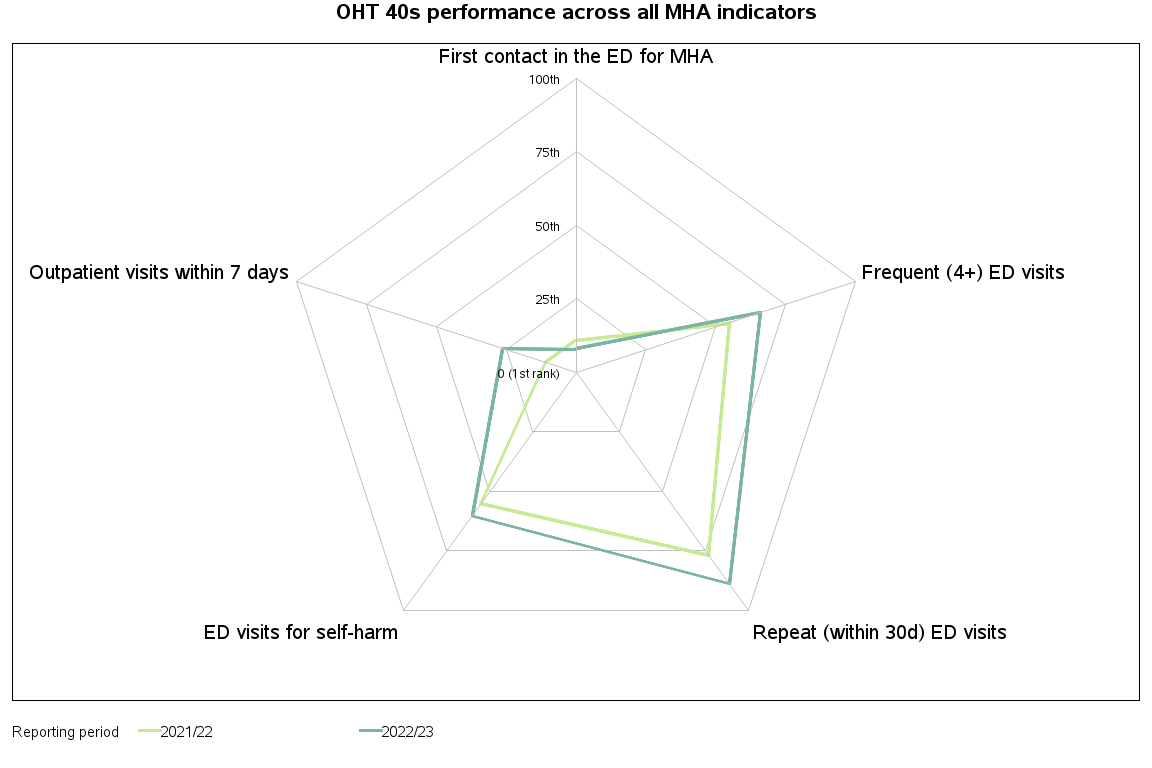 OHT 40s performance across all MHA indicators
First contact in the ED for MHA
100th
75th
50th
25th
0 (1st rank)
Outpatient visits within 7 days
Frequent (4+) ED visits
ED visits for self-harm
Repeat (within 30d) ED visits
Reporting period 2021/22 2022/23